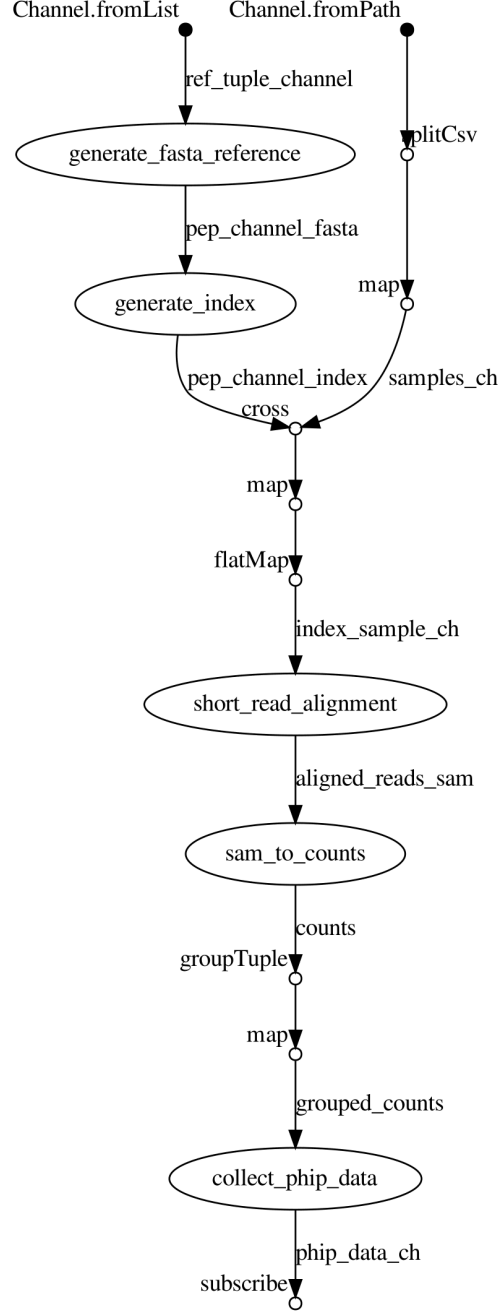 Channel.fromList
Channel.fromPath
ref_tuple_channel
splitCsv
generate_fasta_reference
pep_channel_fasta
map
generate_index
pep_channel_index
samples_ch
cross
map
flatMap
index_sample_ch
short_read_alignment
aligned_reads_sam
sam_to_counts
counts
groupTuple
map
grouped_counts
collect_phip_data
phip_data_ch
subscribe